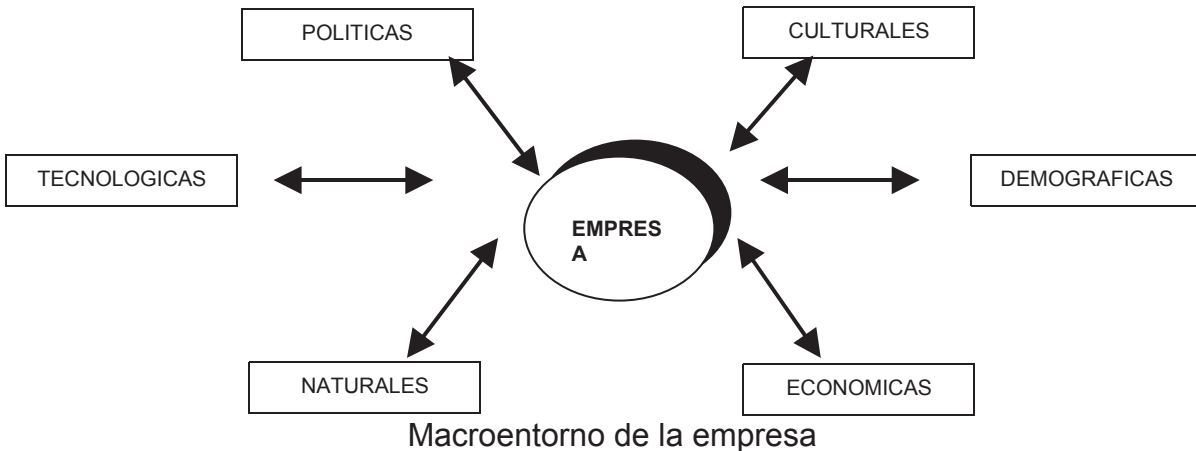 POLITICAS
CULTURALES
TECNOLOGICAS
DEMOGRAFICAS
EMPRES
A
NATURALES
ECONOMICAS
Macroentorno de la empresa